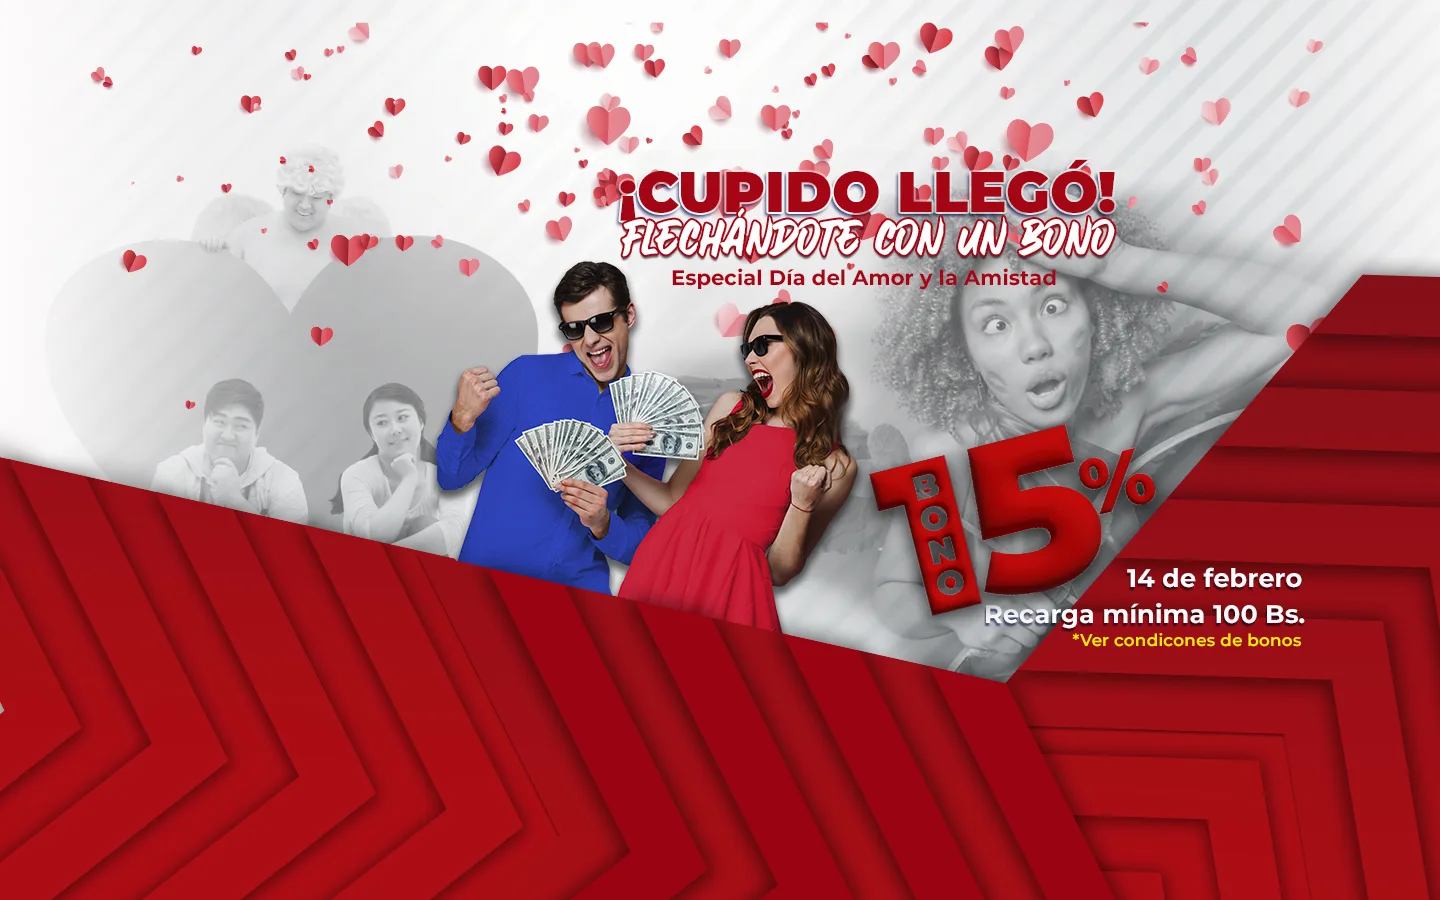 ¡CUPIDO LLEGÓ!
FLECHÁNDOTE CON UN BONO
Especial Día del Amor y la Amistad
BONO
15%
14 de febrero
Recarga mínima 100 Bs.
*Ver condicones de bonos